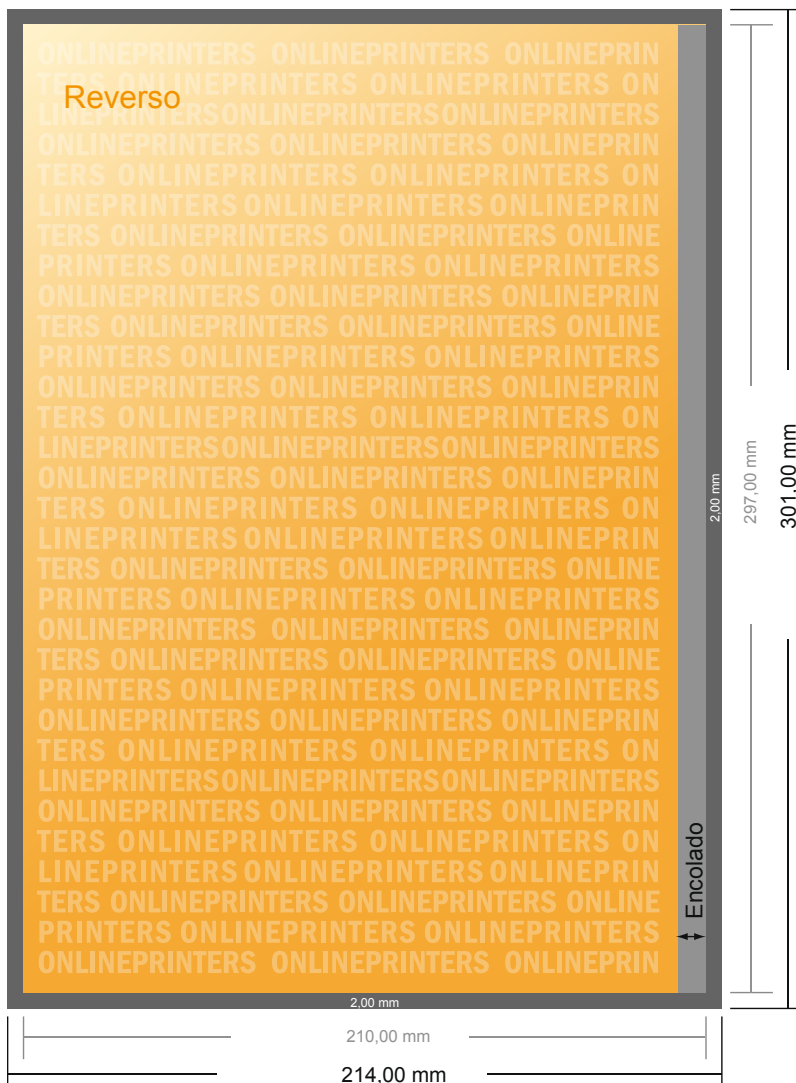 ONLINEPRINTERS ONLINEPRINTERS ONLINEPRIN
TERS ONLINEPRINTERS ONLINEPRINTERS ON
Reverso
LINEPRINTERSONLINEPRINTERSONLINEPRINTERS
ONLINEPRINTERS ONLINEPRINTERS ONLINEPRIN
TERS ONLINEPRINTERS ONLINEPRINTERS ON
LINEPRINTERS ONLINEPRINTERS ONLINEPRIN
TERS ONLINEPRINTERS ONLINEPRINTERS ONLINE
PRINTERS ONLINEPRINTERS ONLINEPRINTERS
ONLINEPRINTERS ONLINEPRINTERS ONLINEPRIN
TERS ONLINEPRINTERS ONLINEPRINTERS ONLINE
PRINTERS ONLINEPRINTERS ONLINEPRINTERS
ONLINEPRINTERS ONLINEPRINTERS ONLINEPRIN
TERS ONLINEPRINTERS ONLINEPRINTERS ON
LINEPRINTERSONLINEPRINTERSONLINEPRINTERS
ONLINEPRINTERS ONLINEPRINTERS ONLINEPRIN
TERS ONLINEPRINTERS ONLINEPRINTERS ON
LINEPRINTERS ONLINEPRINTERS ONLINEPRIN
TERS ONLINEPRINTERS ONLINEPRINTERS ONLINE
PRINTERS ONLINEPRINTERS ONLINEPRINTERS
ONLINEPRINTERS ONLINEPRINTERS ONLINEPRIN
TERS ONLINEPRINTERS ONLINEPRINTERS ONLINE
PRINTERS ONLINEPRINTERS ONLINEPRINTERS
ONLINEPRINTERS ONLINEPRINTERS ONLINEPRIN
TERS ONLINEPRINTERS ONLINEPRINTERS ON
LINEPRINTERSONLINEPRINTERSONLINEPRINTERS
ONLINEPRINTERS ONLINEPRINTERS ONLINEPRIN
TERS ONLINEPRINTERS ONLINEPRINTERS ON
LINEPRINTERS ONLINEPRINTERS ONLINEPRIN
TERS ONLINEPRINTERS ONLINEPRINTERS ONLINE
PRINTERS ONLINEPRINTERS ONLINEPRINTERS
ONLINEPRINTERS ONLINEPRINTERS ONLINEPRIN
Encolado
2,00 mm
297,00 mm
301.00 mm
2,00 mm
210,00 mm
214,00 mm